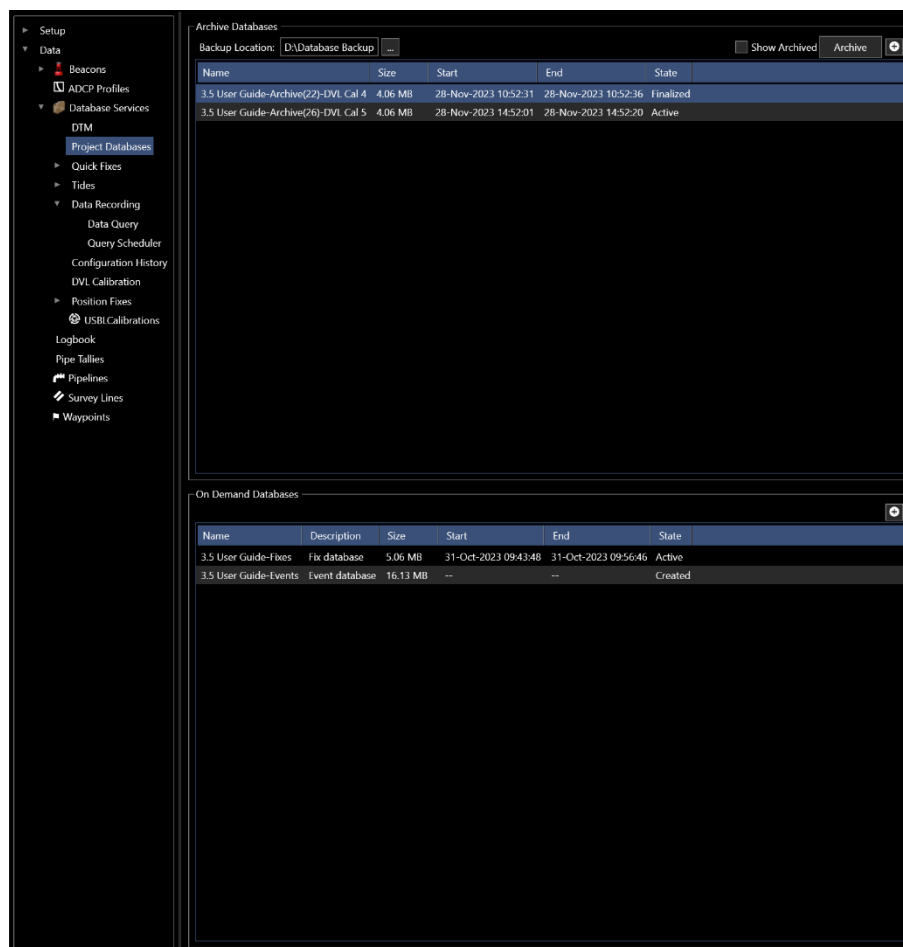 Setup
Data
Beacons
ADCP Profiles
Database Services
DTM
Project Databases
Quick Fixes
Tides
Data Recording
Data Query
Query Scheduler
Configuration History
DVL Calibration
Position Fixes
USBLCalibrations
Logbook
Pipe Tallies
Pipelines
Survey Lines
Waypoints
Archive Databases
Backup Location: D:\Database Backup ... Show Archived Archive
Name Size Start End State
3.5 User Guide-Archive(22)-DVL Cal 4 4.06 MB 28-Nov-2023 10:52:31 28-Nov-2023 10:52:36 Finalized
3.5 User Guide-Archive(26)-DVL Cal 5 4.06 MB 28-Nov-2023 14:52:01 28-Nov-2023 14:52:20 Active
On Demand Databases
Name Description Size Start End State
3.5 User Guide-Fixes Fix database 5.06 MB 31-Oct-2023 09:43:48 31-Oct-2023 09:56:46 Active
3.5 User Guide-Events Event database 16.13 MB -- -- Created